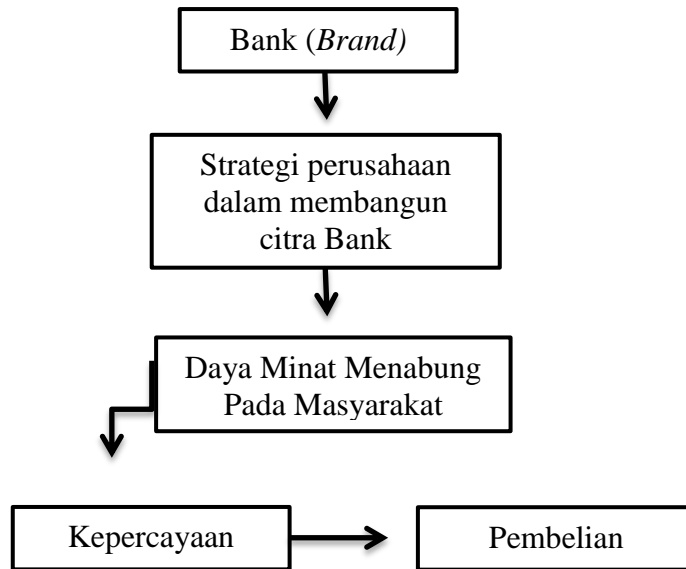 Bank (Brand)
Strategi perusahaan
dalam membangun
citra Bank
Daya Minat Menabung
Pada Masyarakat
Kepercayaan
Pembelian